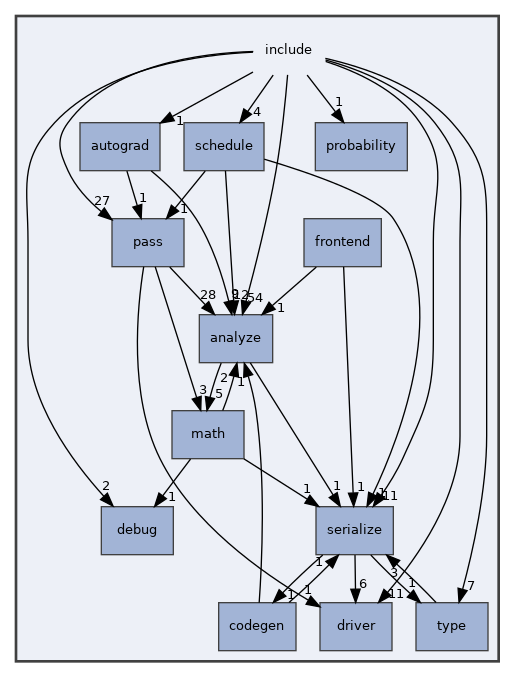 include
1
4
1
autograd
schedule
probability
27
1
1
pass
frontend
28
54
1
analyze
2
1
3
5
math
2
1
1
1
1
11
debug
serialize
1
3
6
1
7
1
1
11
codegen
driver
type